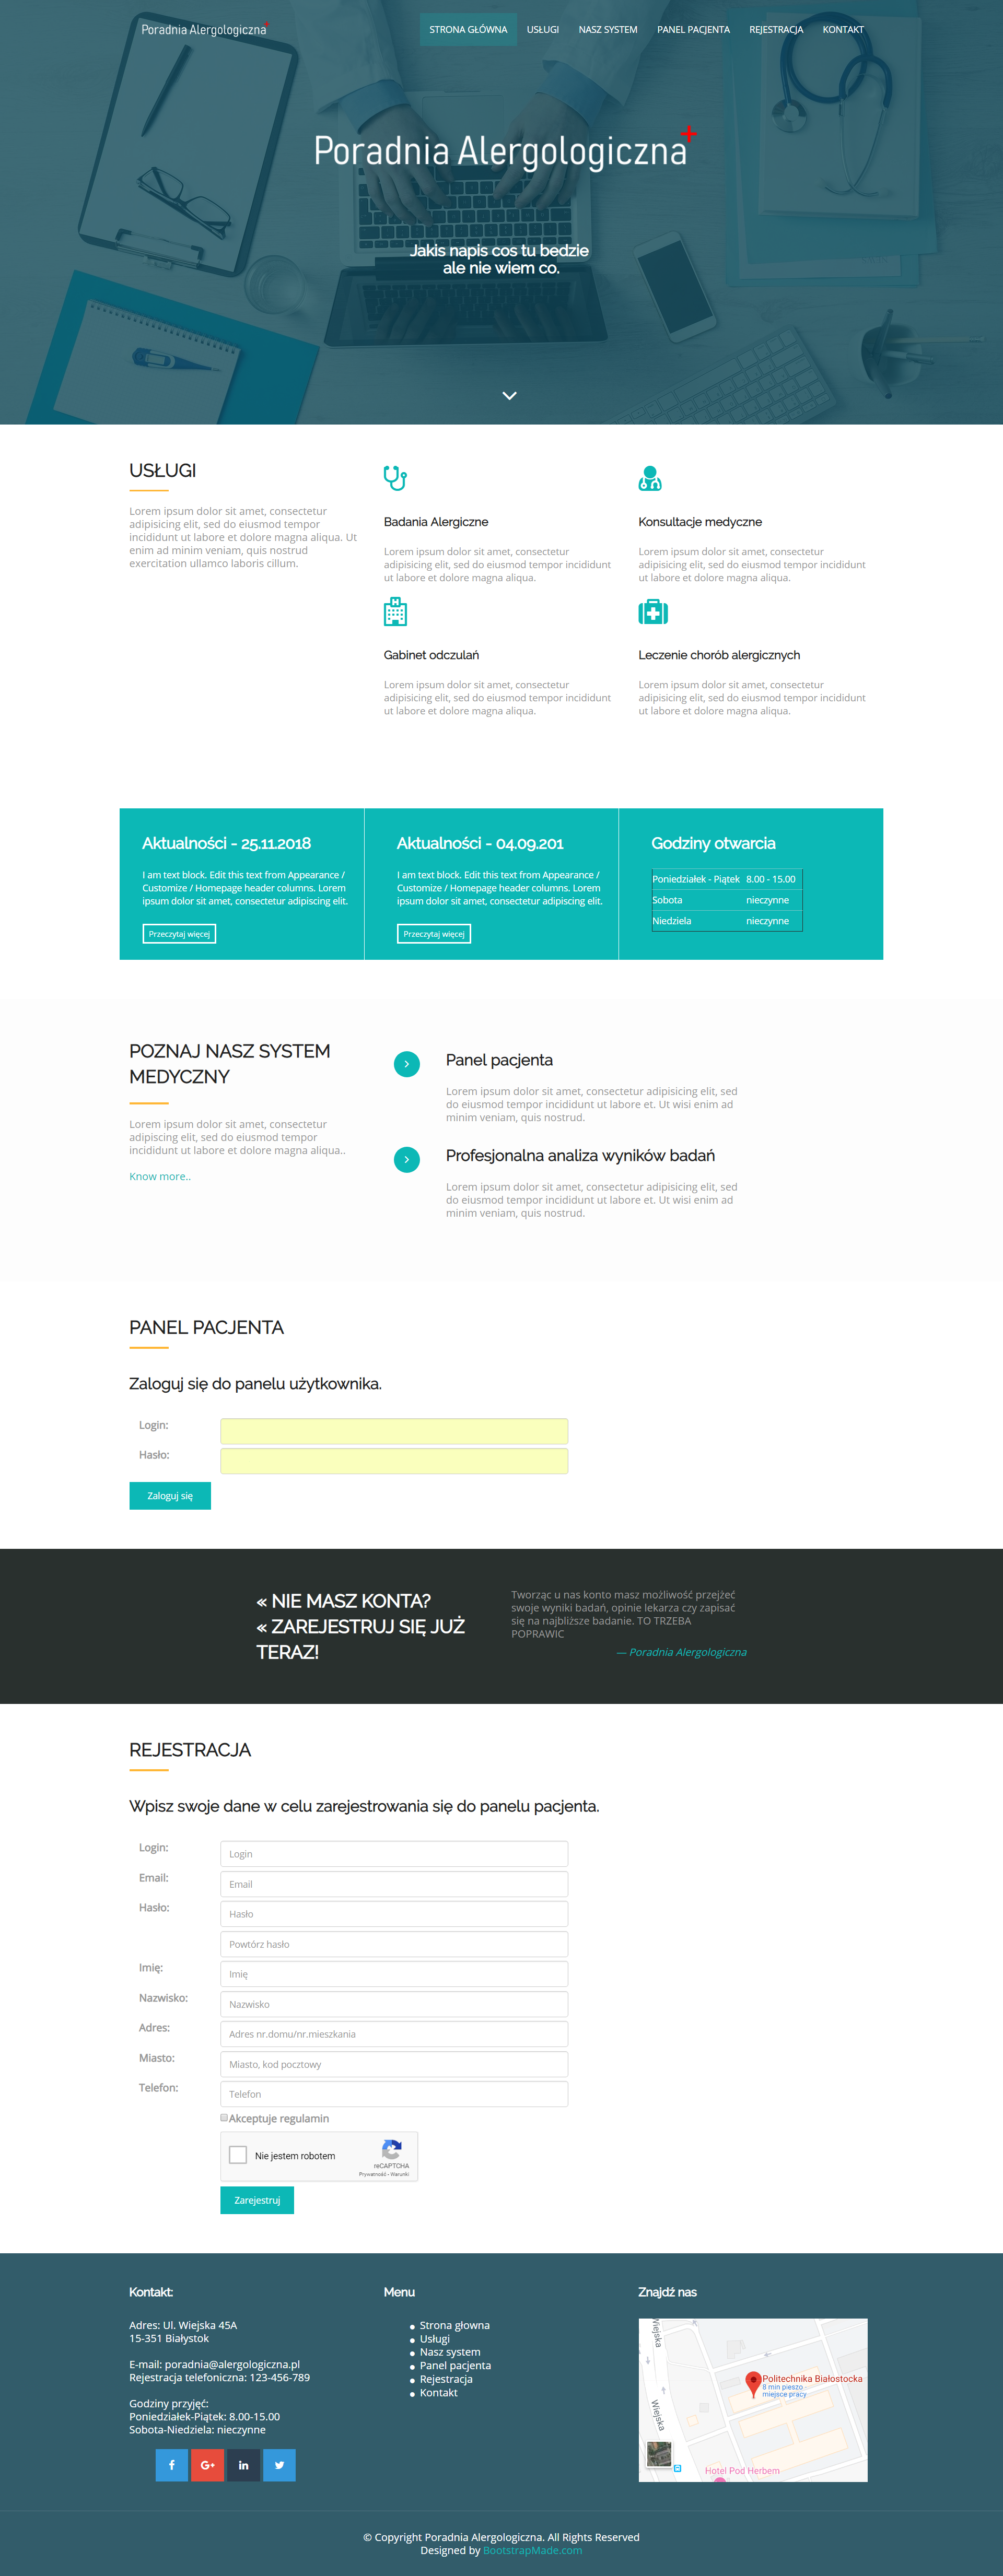 Poradnia Alergologiczna+
STRONA GŁÓWNA USŁUGI NASZ SYSTEM PANEL PACJENTA REJESTRACJA KONTAKT
Poradnia Alergologiczna+
Jakis napis cos tu bedzie
ale nie wiem co.
USŁUGI
Lorem ipsum dolor sit amet, consectetur
adipisicing elit, sed do eiusmod tempor
incididunt ut labore et dolore magna aliqua. Ut
enim ad minim veniam, quis nostrud
exercitation ullamco laboris cillum.
Badania Alergiczne
Lorem ipsum dolor sit amet, consectetur
adipisicing elit, sed do eiusmod tempor incididunt
ut labore et dolore magna aliqua.
Konsultacje medyczne
Lorem ipsum dolor sit amet, consectetur
adipisicing elit, sed do eiusmod tempor incididunt
ut labore et dolore magna aliqua.
H
Gabinet odczulań
Lorem ipsum dolor sit amet, consectetur
adipisicing elit, sed do eiusmod tempor incididunt
ut labore et dolore magna aliqua.
Leczenie chorób alergicznych
Lorem ipsum dolor sit amet, consectetur
adipisicing elit, sed do eiusmod tempor incididunt
ut labore et dolore magna aliqua.
Aktualności - 25.11.2018
I am text block. Edit this text from Appearance /
Customize / Homepage header columns. Lorem
ipsum dolor sit amet, consectetur adipiscing elit.
Przeczytaj więcej
Aktualności - 04.09.201
I am text block. Edit this text from Appearance /
Customize / Homepage header columns. Lorem
ipsum dolor sit amet, consectetur adipiscing elit.
Przeczytaj więcej
Godziny otwarcia
Poniedziałek - Piątek 8.00 - 15.00
Sobota nieczynne
Niedziela nieczynne
POZNAJ NASZ SYSTEM
MEDYCZNY
Lorem ipsum dolor sit amet, consectetur
adipiscing elit, sed do eiusmod tempor
incididunt ut labore et dolore magna aliqua..
Know more..
Panel pacjenta
Lorem ipsum dolor sit amet, consectetur adipisicing elit, sed
do eiusmod tempor incididunt ut labore et. Ut wisi enim ad
minim veniam, quis nostrud.
Profesjonalna analiza wyników badań
Lorem ipsum dolor sit amet, consectetur adipisicing elit, sed
do eiusmod tempor incididunt ut labore et. Ut wisi enim ad
minim veniam, quis nostrud.
PANEL PACJENTA
Zaloguj się do panelu użytkownika.
Login:
Hasło:
Zaloguj się
« NIE MASZ KONTA?
« ZAREJESTRUJ SIĘ JUŻ
TERAZ!
Tworząc u nas konto masz możliwość przejżeć
swoje wyniki badań, opinie lekarza czy zapisać
się na najbliższe badanie. TO TRZEBA
POPRAWIC
— Poradnia Alergologiczna
REJESTRACJA
Wpisz swoje dane w celu zarejestrowania się do panelu pacjenta.
Login: Login
Email: Email
Hasło: Hasło
Powtórz hasło
Imię: Imię
Nazwisko: Nazwisko
Adres: Adres nr.domu/nr.mieszkania
Miasto: Miasto, kod pocztowy
Telefon: Telefon
Akceptuje regulamin
Nie jestem robotem
reCAPTCHA
Prywatność - Warunki
Zarejestruj
Kontakt:
Adres: Ul. Wiejska 45A
15-351 Białystok
E-mail: poradnia@alergologiczna.pl
Rejestracja telefoniczna: 123-456-789
Godziny przyjęć:
Poniedziałek-Piątek: 8.00-15.00
Sobota-Niedziela: nieczynne
f G+ in
Menu
Strona głowna
Usługi
Nasz system
Panel pacjenta
Rejestracja
Kontakt
Znajdź nas
Wiejska
Wiejska
Politechnika Białostocka
8 min pieszo
miejsce pracy
Hotel Pod Herbem
© Copyright Poradnia Alergologiczna. All Rights Reserved
Designed by BootstrapMade.com